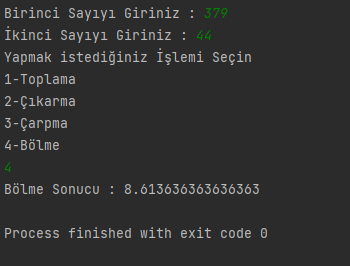 Birinci Sayıyı Giriniz : 379
İkinci Sayıyı Giriniz : 44
Yapmak istediğiniz İşlemi Seçin
1-Toplama
2-Çıkarma
3-Çarpma
4-Bölme
4
Bölme Sonucu : 8.613636363636363
Process finished with exit code 0